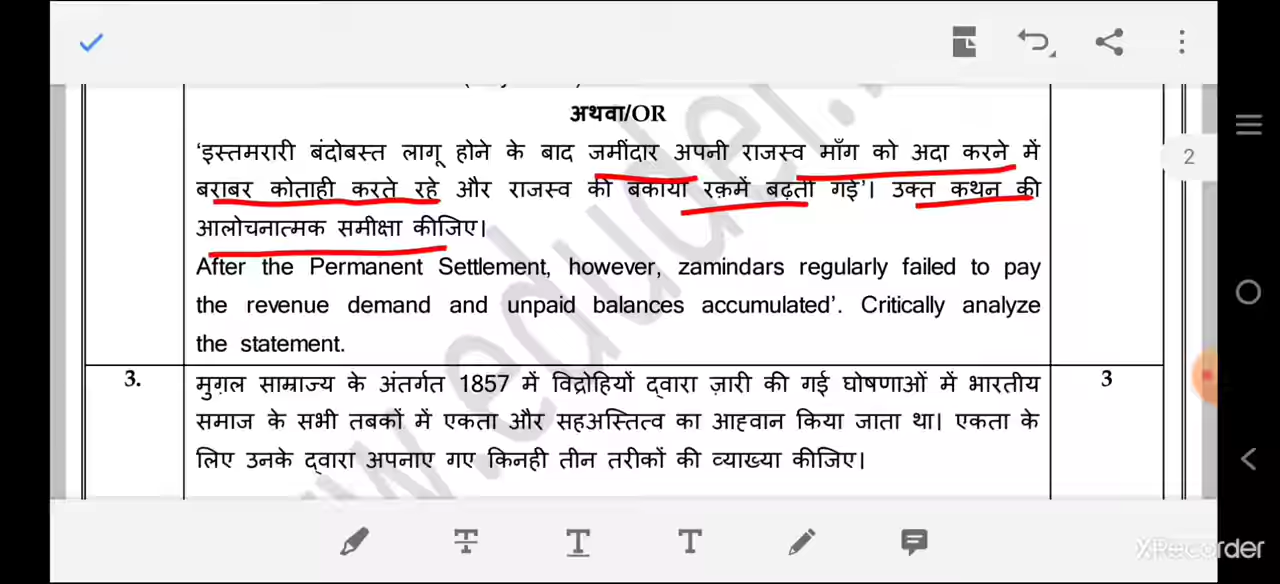 अथवा/OR
'इस्तमरारी बंदोबस्त लागू होने के बाद जमींदार अपनी राजस्व माँग को अदा करने में
बराबर कोताही करते रहे और राजस्व की बकाया रक़में बढ़ती गई'। उक्त कथन की
आलोचनात्मक समीक्षा कीजिए।
After the Permanent Settlement, however, zamindars regularly failed to pay
the revenue demand and unpaid balances accumulated'. Critically analyze
the statement.
2
3.
मुग़ल साम्राज्य के अंतर्गत 1857 में विद्रोहियों द्वारा ज़ारी की गई घोषणाओं में भारतीय
3
समाज के सभी तबकों में एकता और सहअस्तित्व का आह्वान किया जाता था। एकता के
लिए उनके द्वारा अपनाए गए किनही तीन तरीकों की व्याख्या कीजिए।
XRecorder